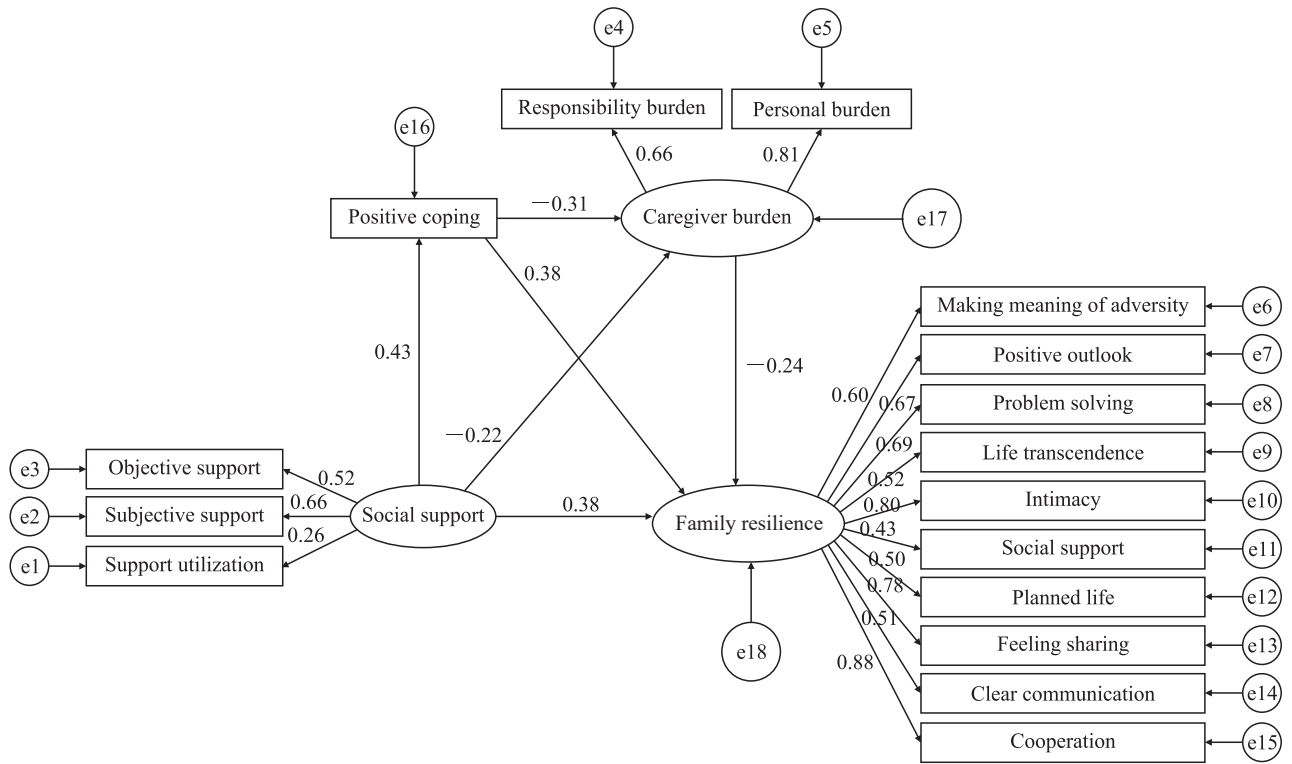 e4
e5
Responsibility burden
Personal burden
e16
0.66
0.81
Positive coping
−0.31
Caregiver burden
e17
0.38
Making meaning of adversity
e6
0.43
−0.24
Positive outlook
e7
0.60
0.67
Problem solving
e8
−0.22
0.69
Life transcendence
e9
e3
Objective support
0.52
0.52
Intimacy
e10
e2
Subjective support
0.66
Social support
0.38
Family resilience
0.80
0.43
Social support
e11
e1
Support utilization
0.26
0.50
Planned life
e12
0.78
0.51
Feeling sharing
e13
e18
0.88
Clear communication
e14
Cooperation
e15